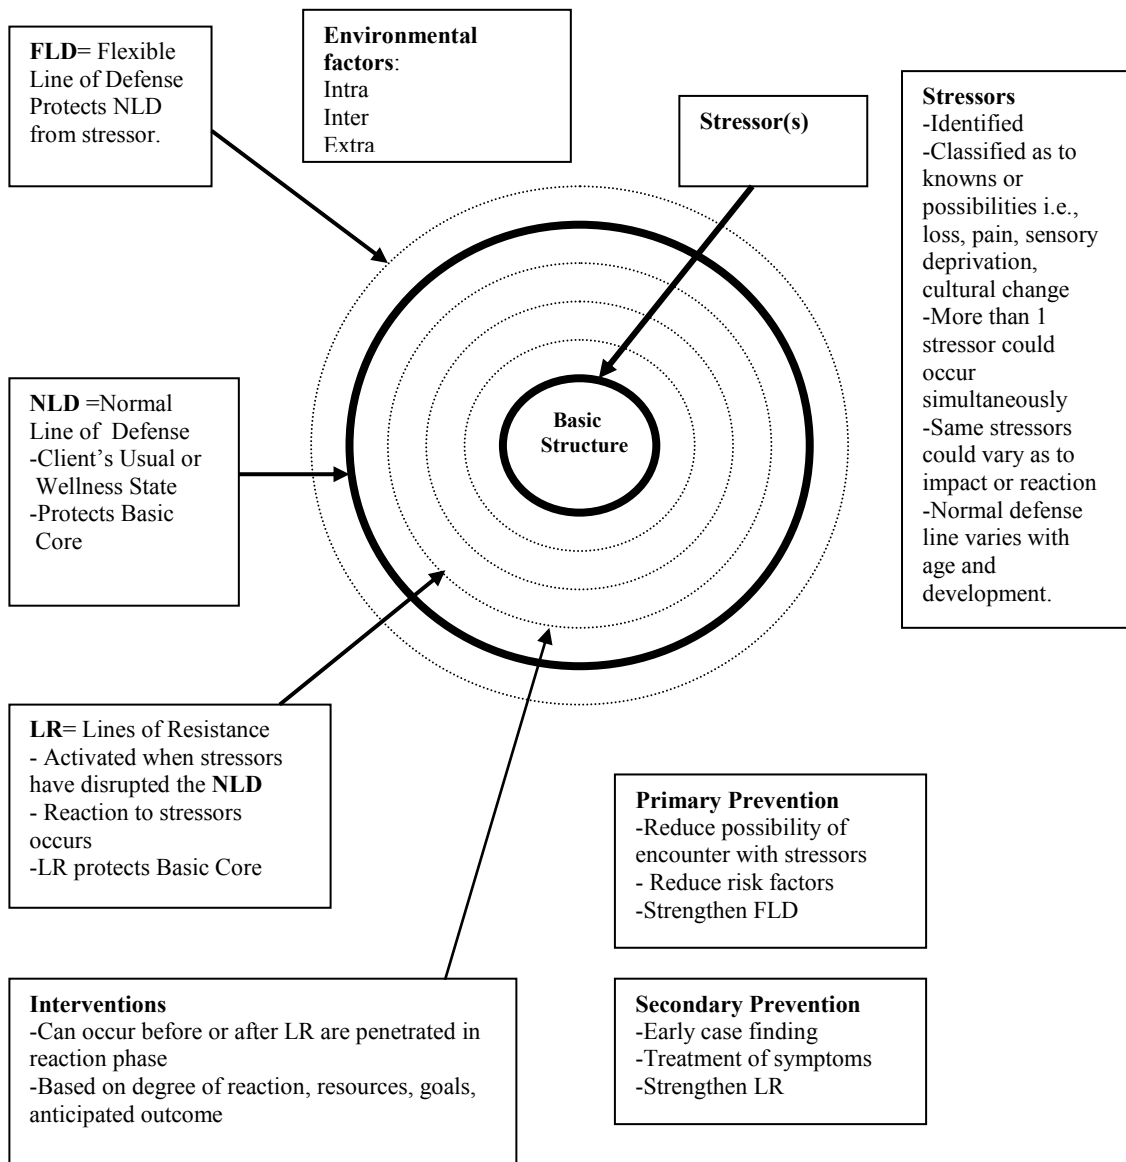 FLD= Flexible
Line of Defense
Protects NLD
from stressor.
Environmental
factors:
Intra
Inter
Extra
Stressor(s)
Stressors
-Identified
-Classified as to
knowns or
possibilities i.e.,
loss, pain, sensory
deprivation,
cultural change
-More than 1
stressor could
occur
simultaneously
-Same stressors
could vary as to
impact or reaction
-Normal defense
line varies with
age and
development.
NLD =Normal
Line of Defense
-Client's Usual or
Wellness State
-Protects Basic
Core
Basic
Structure
LR= Lines of Resistance
- Activated when stressors
have disrupted the NLD
- Reaction to stressors
occurs
-LR protects Basic Core
Primary Prevention
-Reduce possibility of
encounter with stressors
- Reduce risk factors
-Strengthen FLD
Interventions
-Can occur before or after LR are penetrated in
reaction phase
-Based on degree of reaction, resources, goals,
anticipated outcome
Secondary Prevention
-Early case finding
-Treatment of symptoms
-Strengthen LR